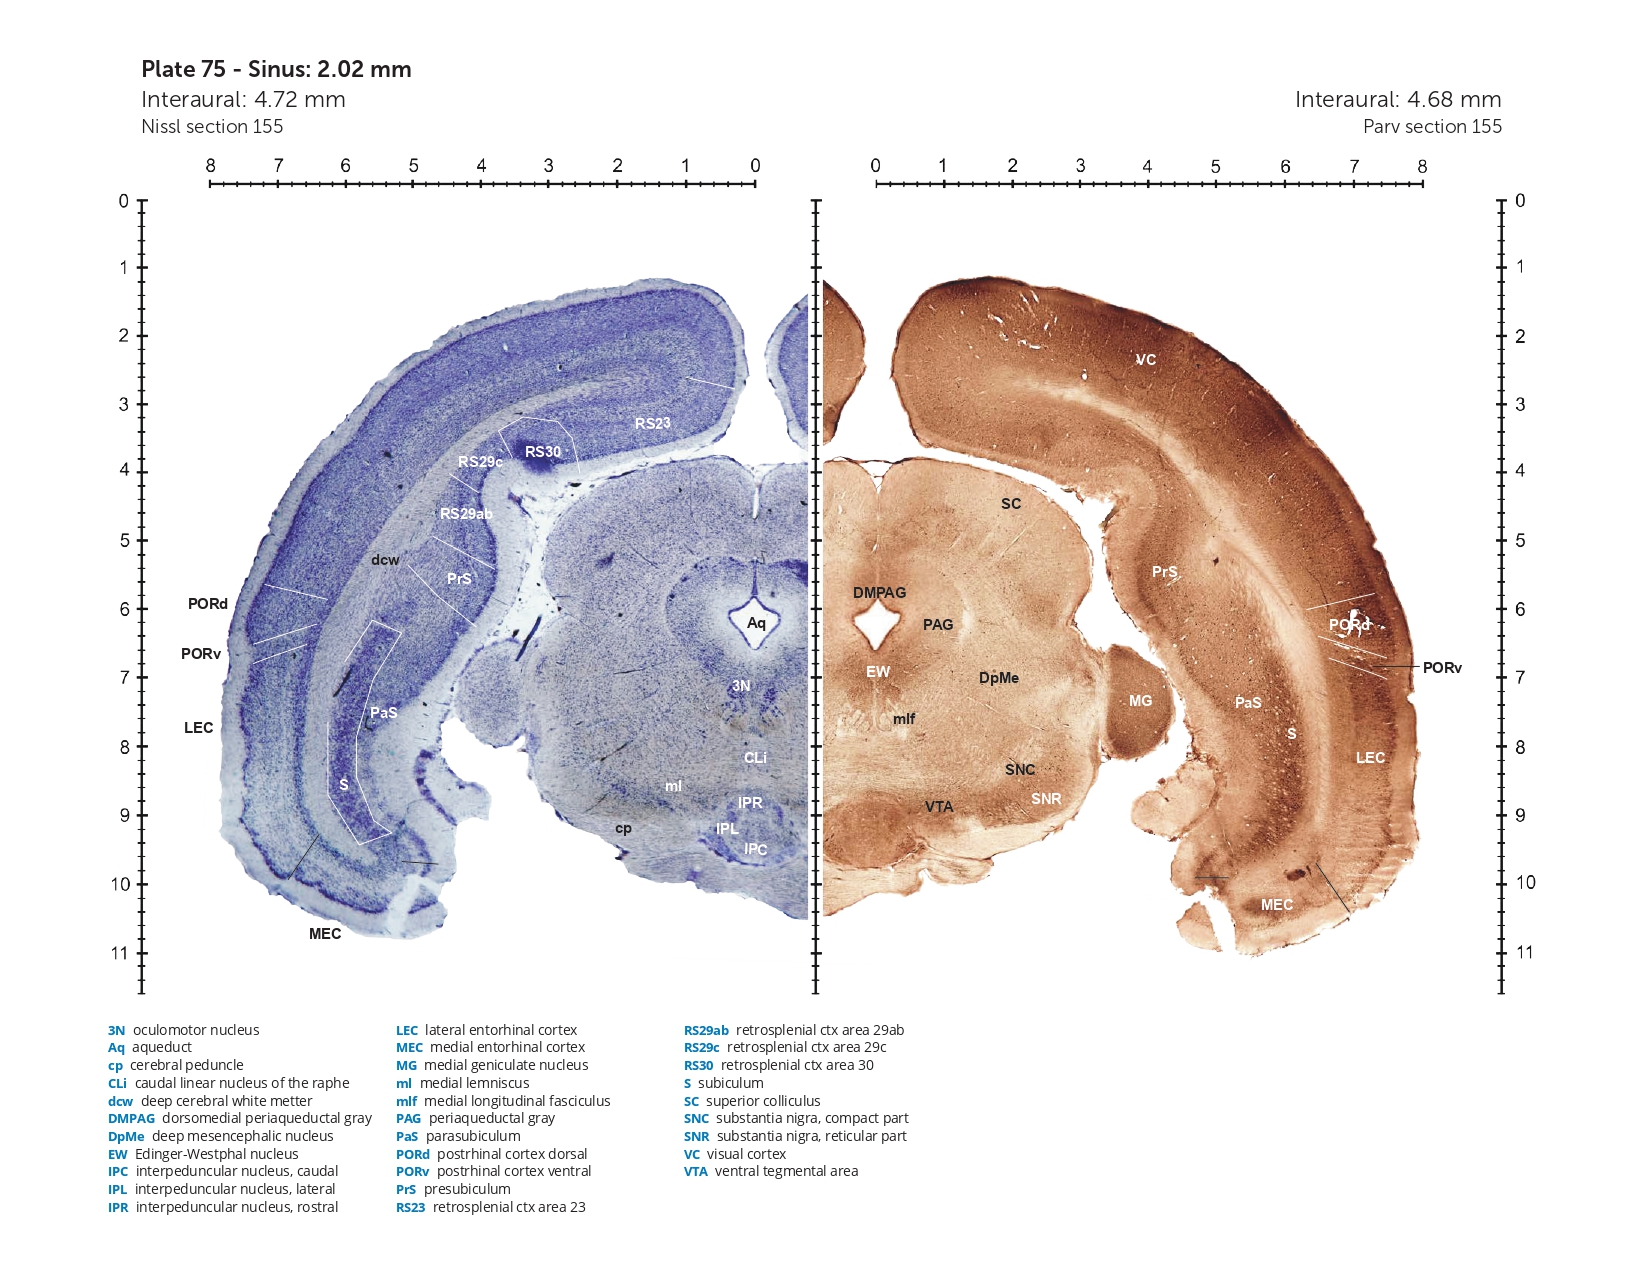 Plate 75 - Sinus: 2.02 mm
Interaural: 4.72 mm
Interaural: 4.68 mm
Nissl section 155
Parv section 155
8 7 6 5 4 3 2 1 0
0 1 2 3 4 5 6 7 8
0 0
1 1
2 2
VC
3 3
RS23
RS30
RS29c
4 4
SC
RS29ab
5 5
dcw
PrS
PrS
DMPAG
PORd
6 6
Aq
PAG
PORd
PORv
PORv
EW
7 7
3N
DpMe
MG
PaS
PaS
mlf
LEC
S
8 8
CLi
LEC
SNC
S
ml
SNR
IPR
VTA
9 9
IPL
cp
IPC
10 10
MEC
MEC
11 11
3N oculomotor nucleus
Aq aqueduct
cp cerebral peduncle
CLi caudal linear nucleus of the raphe
dcw deep cerebral white metter
DMPAG dorsomedial periaqueductal gray
DpMe deep mesencephalic nucleus
EW Edinger-Westphal nucleus
IPC interpeduncular nucleus, caudal
IPL interpeduncular nucleus, lateral
IPR interpeduncular nucleus, rostral
LEC lateral entorhinal cortex
MEC medial entorhinal cortex
MG medial geniculate nucleus
ml medial lemniscus
mlf medial longitudinal fasciculus
PAG periaqueductal gray
PaS parasubiculum
PORd postrhinal cortex dorsal
PORv postrhinal cortex ventral
PrS presubiculum
RS23 retrosplenial ctx area 23
RS29ab retrosplenial ctx area 29ab
RS29c retrosplenial ctx area 29c
RS30 retrosplenial ctx area 30
S subiculum
SC superior colliculus
SNC substantia nigra, compact part
SNR substantia nigra, reticular part
VC visual cortex
VTA ventral tegmental area